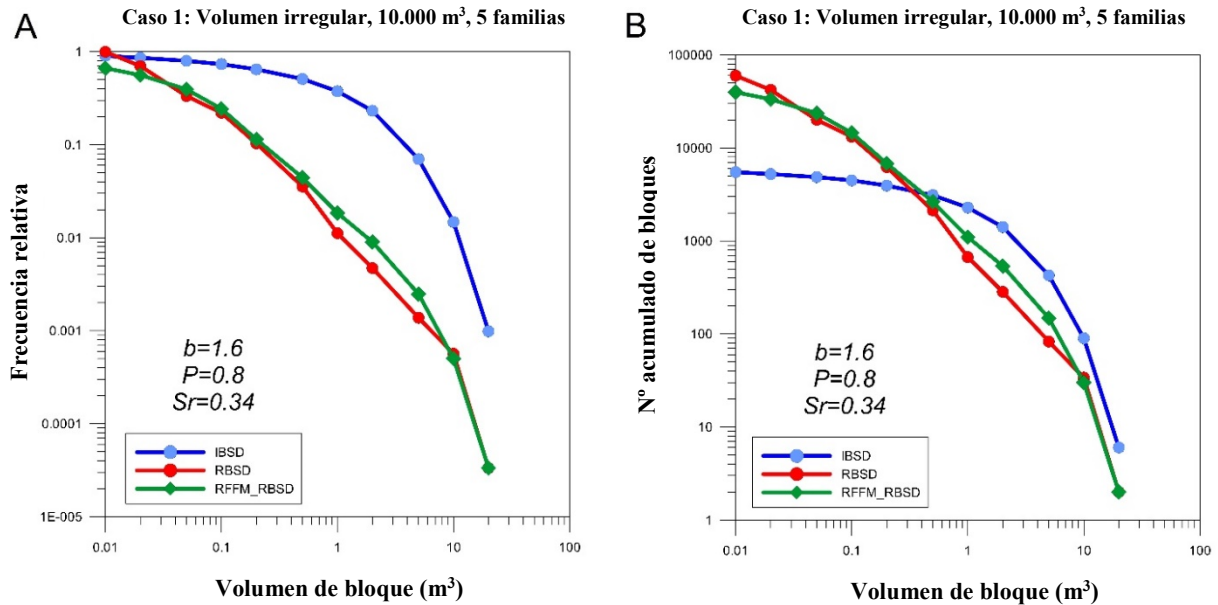 A
Caso 1: Volumen irregular, 10.000 m³, 5 familias
Frecuencia relativa
1
0.1
0.01
0.001
0.0001
1E-005
b=1.6
P=0.8
Sr=0.34
IBSD
RBSD
RFFM_RBSD
0.01
0.1
1
10
100
Volumen de bloque (m³)
B
Caso 1: Volumen irregular, 10.000 m³, 5 familias
Nº acumulado de bloques
100000
10000
1000
100
10
1
b=1.6
P=0.8
Sr=0.34
IBSD
RBSD
RFFM_RBSD
0.01
0.1
1
10
100
Volumen de bloque (m³)